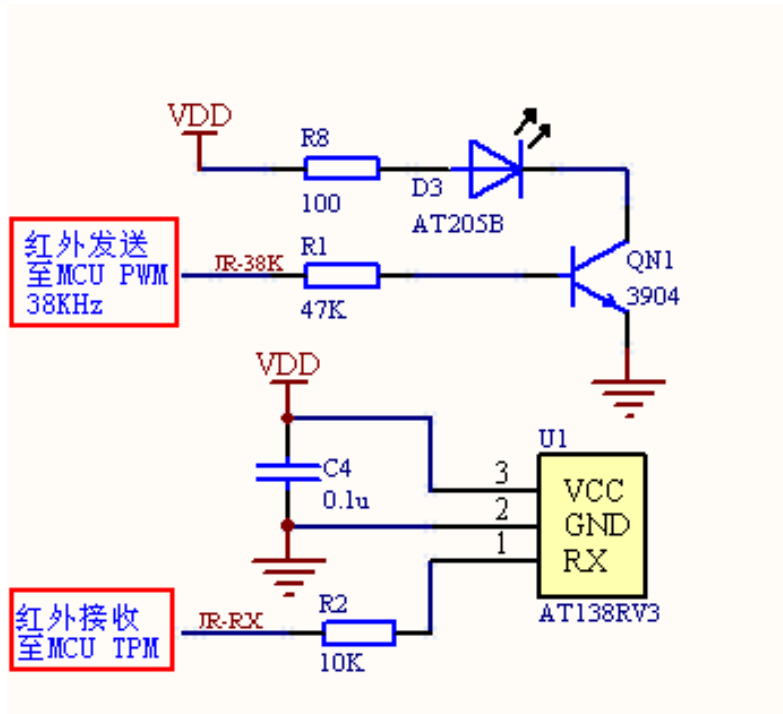 VDD
R8
100
D3
AT205B
红外发送
至MCU PWM
38KHz
JR-38K
R1
47K
QN1
3904
VDD
C4
0.1u
U1
3
VCC
2
GND
1
RX
AT138RV3
红外接收
至MCU TPM
JR-RX
R2
10K